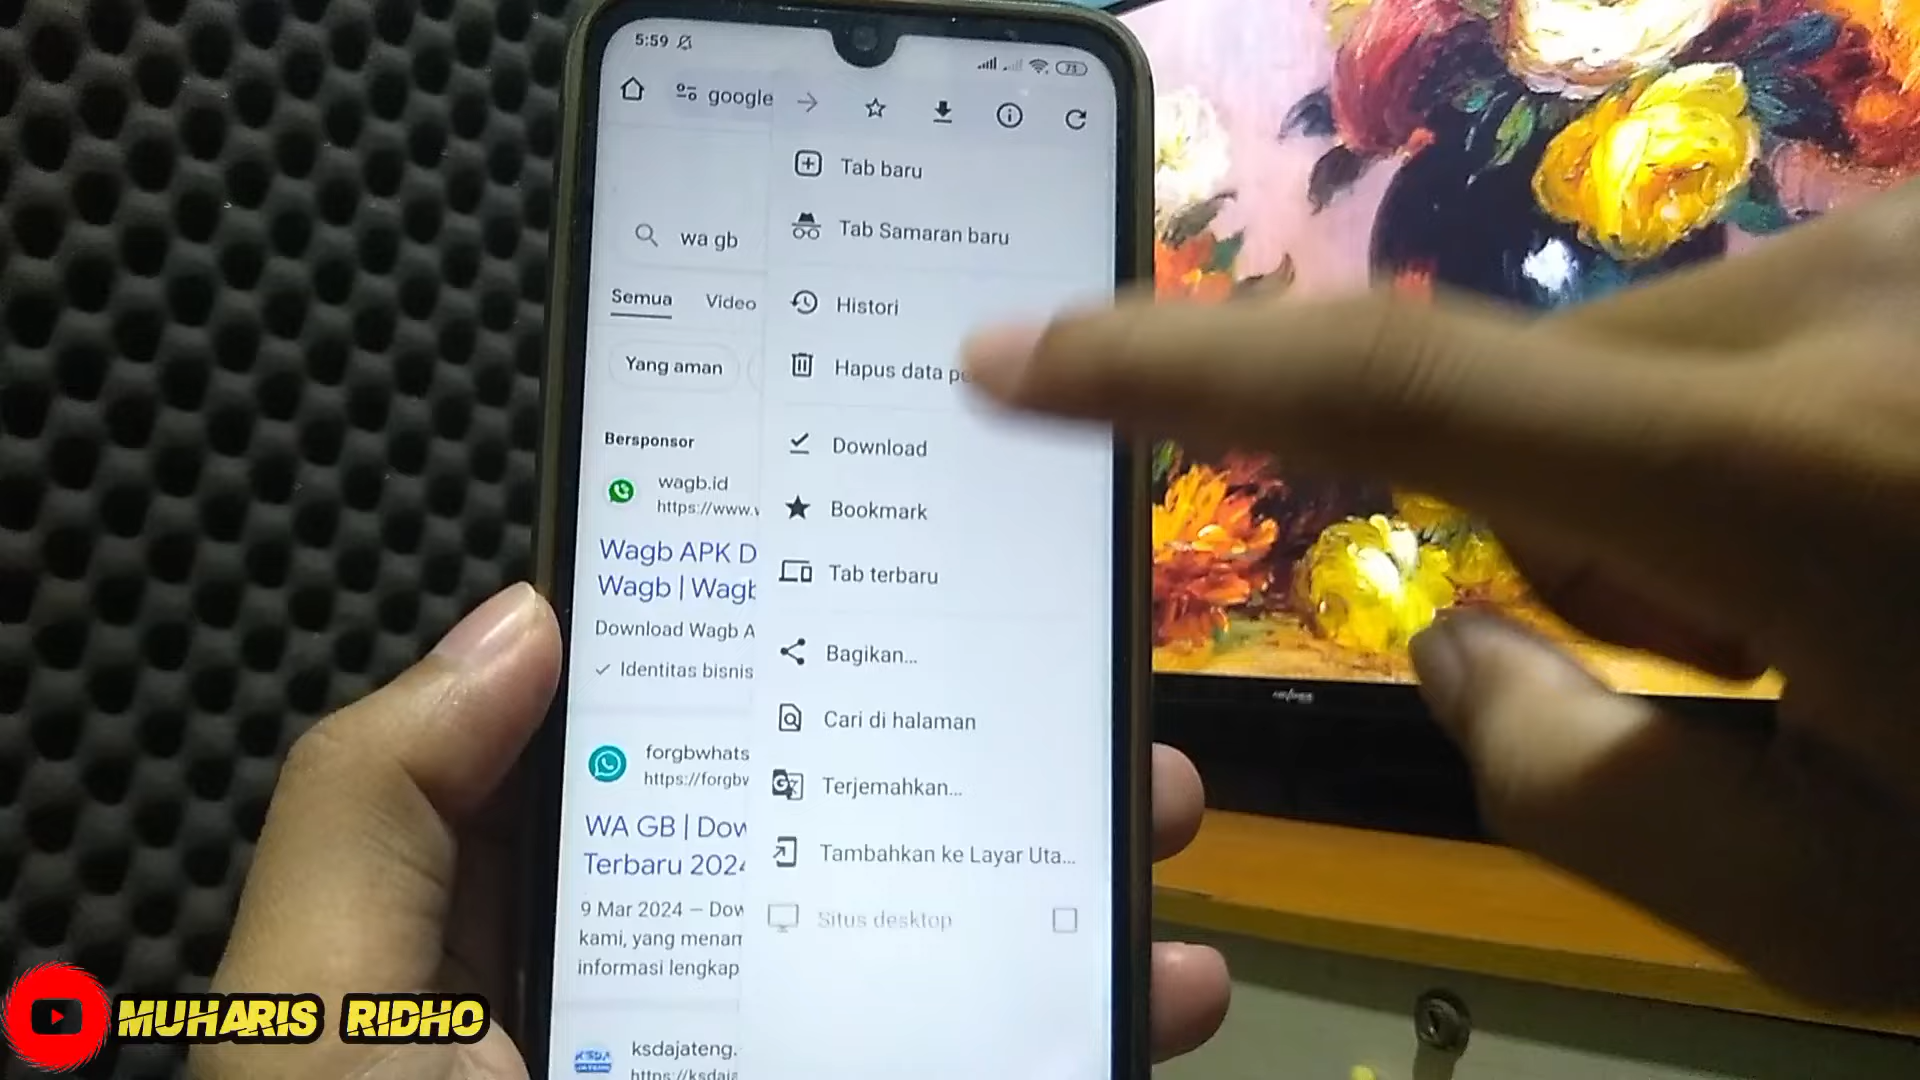 5:59
73
google
Tab baru
Tab Samaran baru
wa gb
Semua
Video
Histori
Yang aman
Hapus data
Download
Bersponsor
wagb.id
https://www.
Bookmark
Wagb APK D
Wagb | Wagb
Tab terbaru
Download Wagb A
Identitas bisnis
Bagikan...
Cari di halaman
forgbwhats
https://forgbw
Terjemahkan...
WA GB | Dow
Terbaru 2024
Tambahkan ke Layar Uta...
9 Mar 2024 — Dow
kami, yang menam
informasi lengkap
Situs desktop
ksdajateng.
https://ksdaja
MUHARIS RIDHO